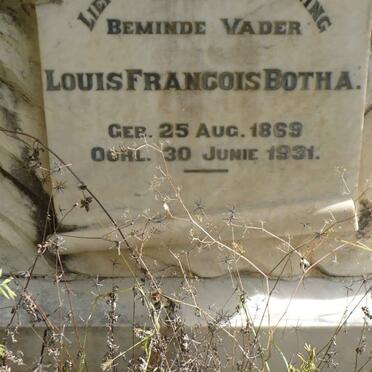 BEMINDE VADER
LOUIS FRANCOIS BOTHA.
GEB. 25 AUG. 1869
OORL. 30 JUNIE 1931.